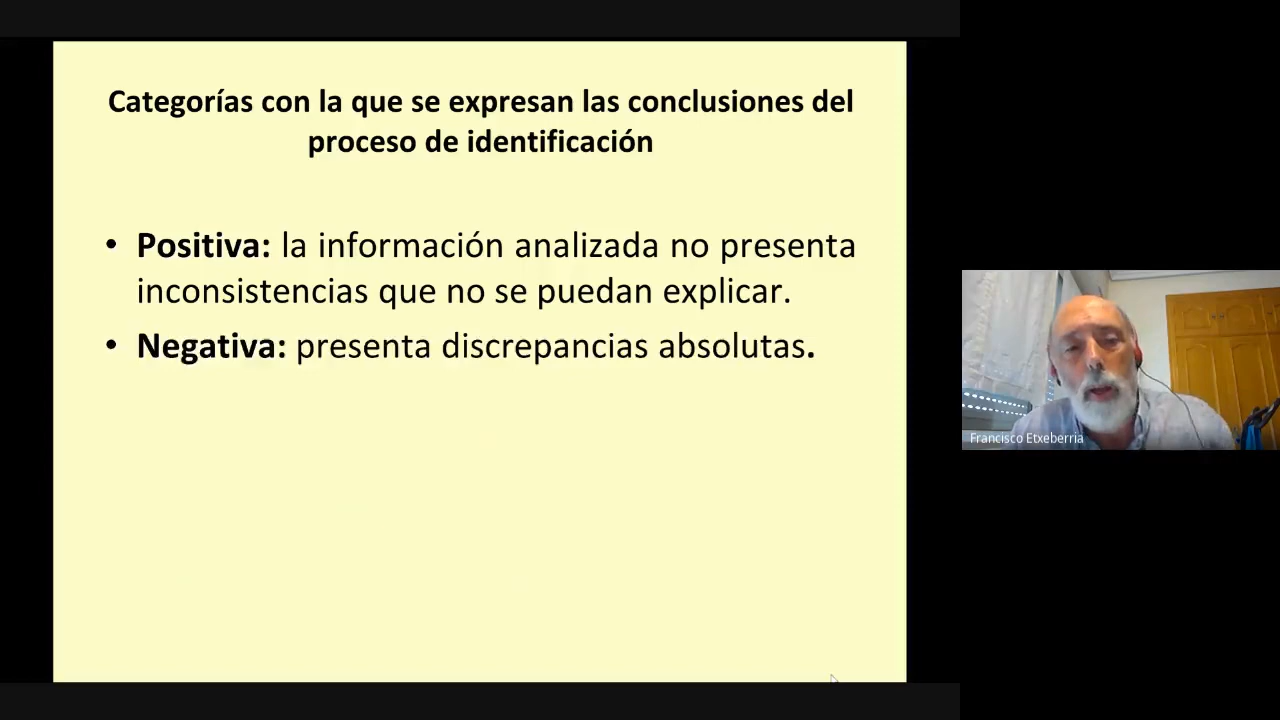 Categorías con la que se expresan las conclusiones del
proceso de identificación
• Positiva: la información analizada no presenta
inconsistencias que no se puedan explicar.
• Negativa: presenta discrepancias absolutas.
Francisco Etxeberria